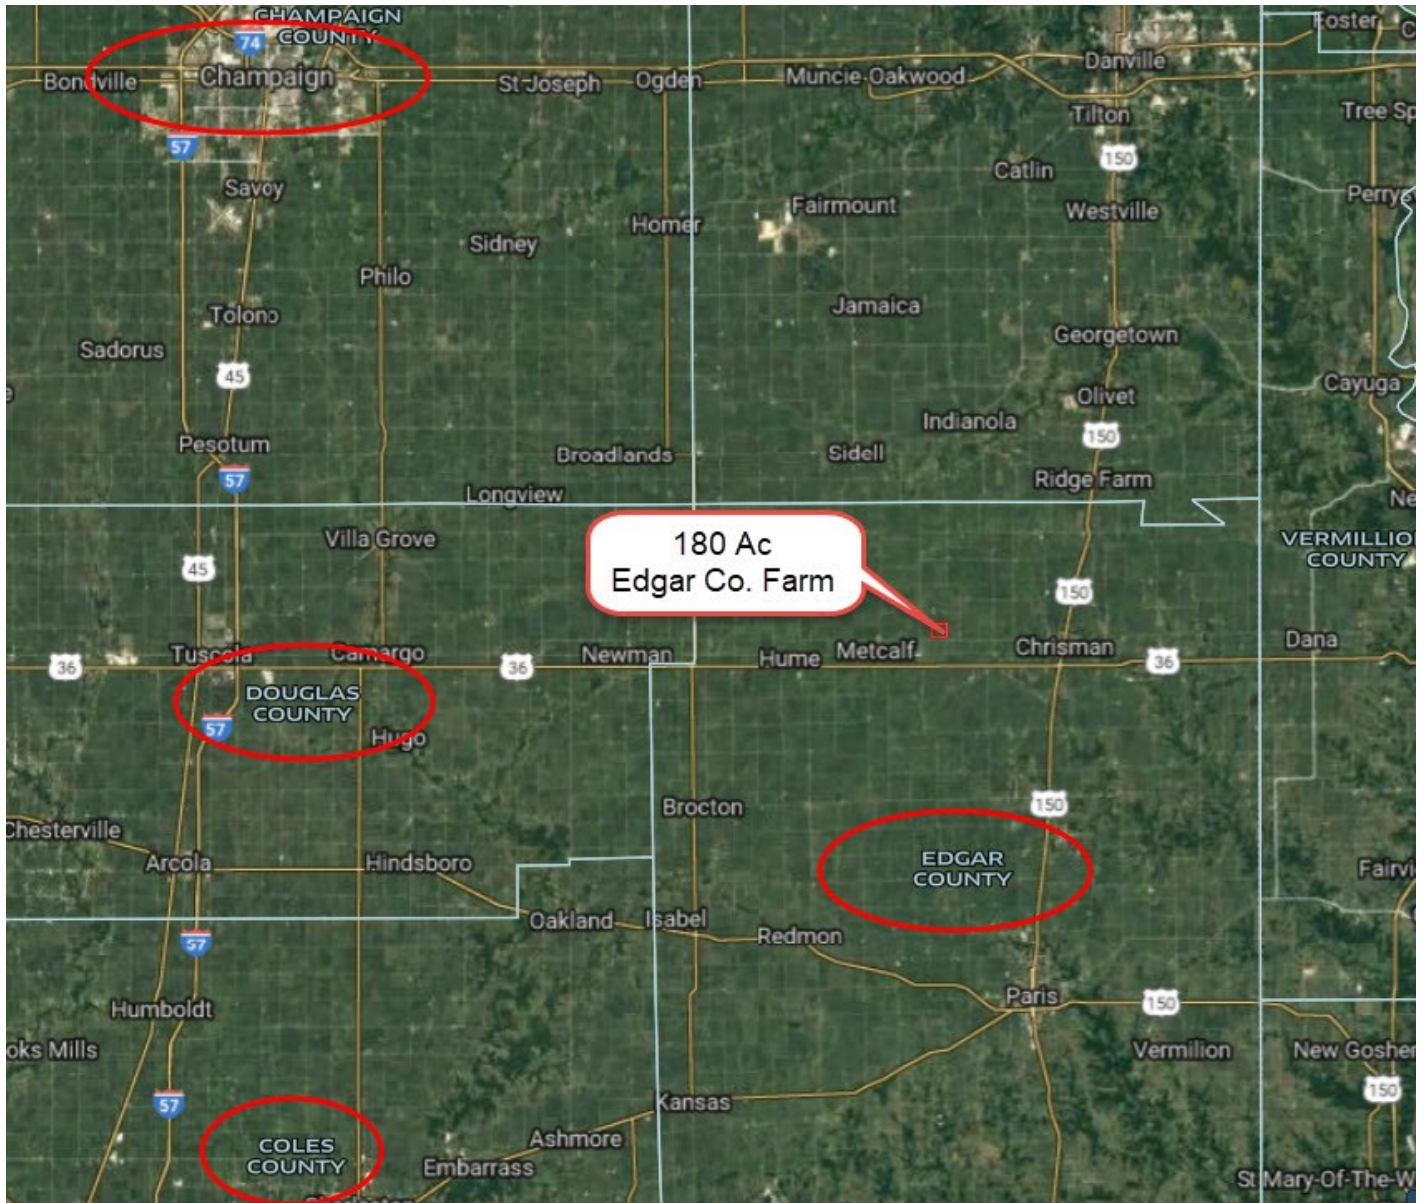 CHAMPAIGN
COUNTY
74
Foster
Bondville
Champaign
St Joseph
Ogden
Muncie
Oakwood
Danville
Tilton
Tree Sp
57
150
Savoy
Catlin
Perrys
Fairmount
Westville
Homer
Sidney
Philo
Jamaica
Tolono
Georgetown
Sadorus
45
Cayuga
Olivet
Indianola
150
Pesotum
Broadlands
Sidell
57
Ridge Farm
Longview
Ne
Villa Grove
180 Ac
Edgar Co. Farm
VERMILLION
COUNTY
45
150
Tuscola
Camargo
Newman
Hume
Metcalf
Chrisman
Dana
36
36
36
DOUGLAS
COUNTY
57
Hugo
Brocton
150
Chesterville
Arcola
Hindsboro
EDGAR
COUNTY
Fairvi
Oakland
Isabel
Redmon
57
Humboldt
Paris
150
oks Mills
Vermilion
New Goshen
150
57
Kansas
Ashmore
COLES
COUNTY
Embarrass
St Mary-Of-The-W